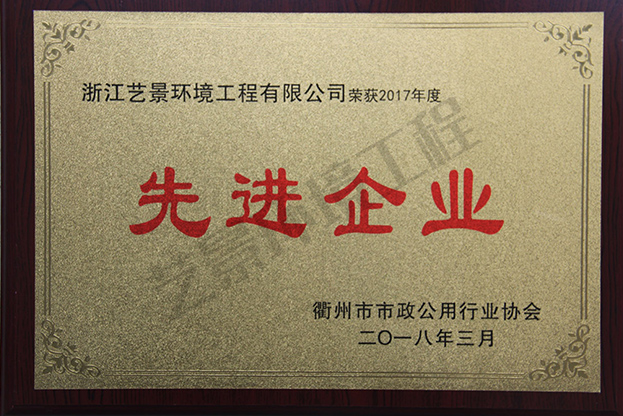 浙江艺景环境工程有限公司荣获2017年度
先进企业
艺景环境工程
衢州市市政公用行业协会
二〇一八年三月